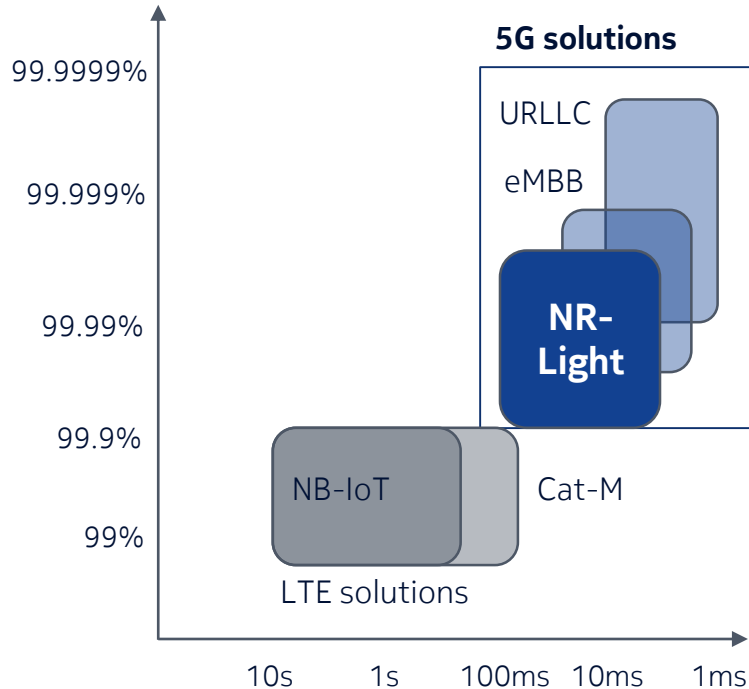 5G solutions
99.9999%
URLLC
99.999%
eMBB
99.99%
NR-
Light
99.9%
NB-IoT
Cat-M
99%
LTE solutions
10s
1s
100ms
10ms
1ms